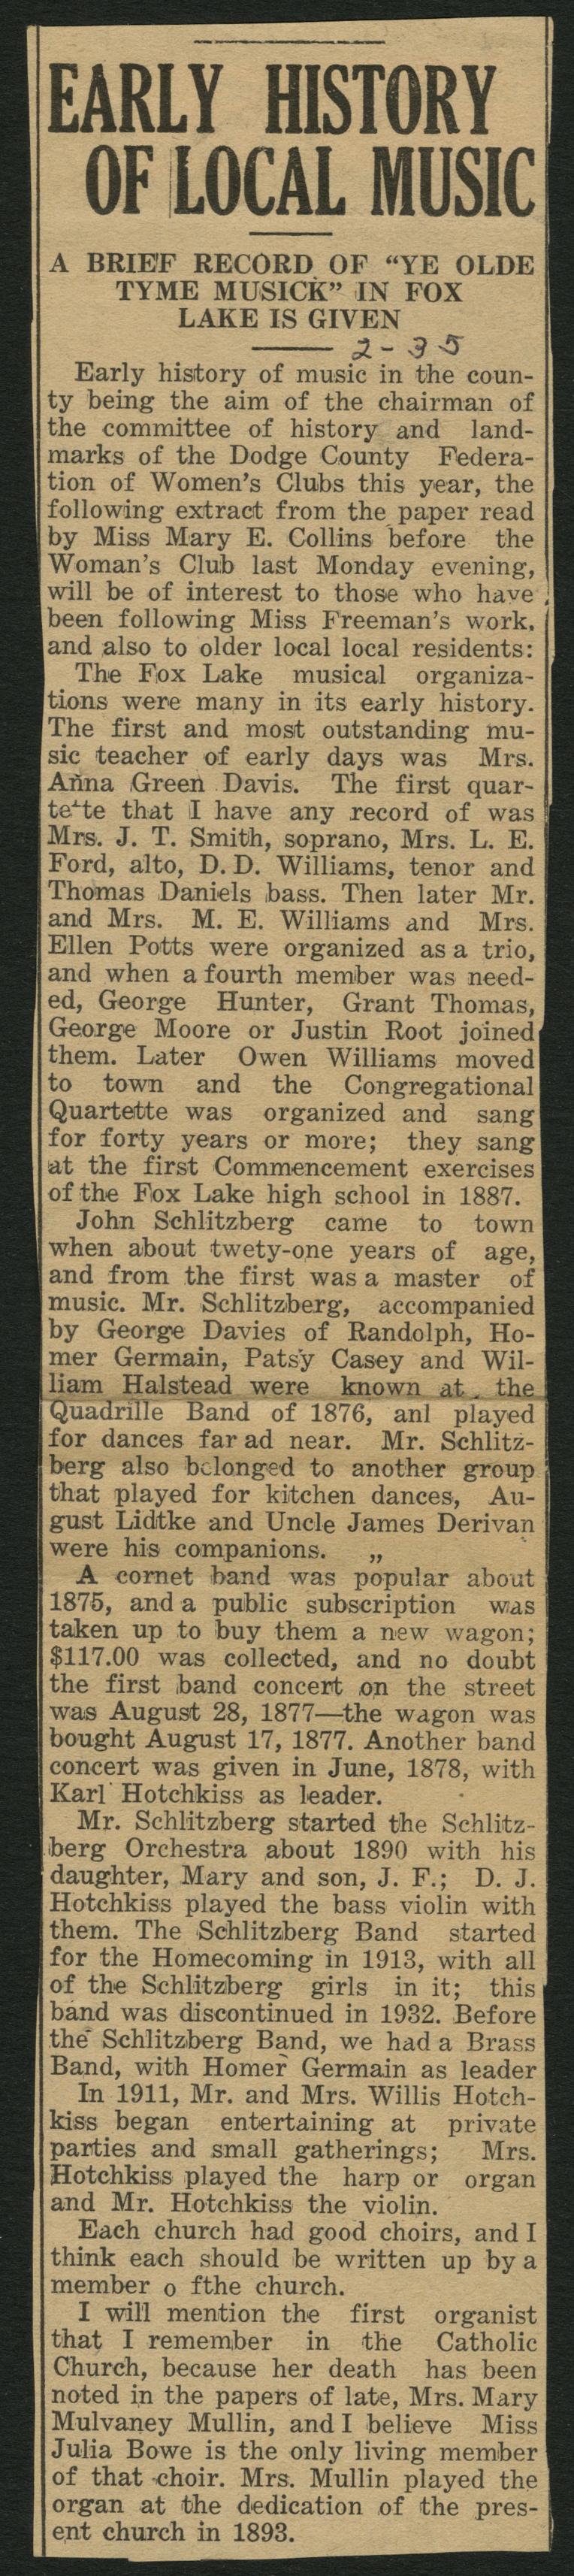 EARLY HISTORY
OF LOCAL MUSIC
A BRIEF RECORD OF "YE OLDE
TYME MUSICK" IN FOX
LAKE IS GIVEN
2-35
Early history of music in the coun-
ty being the aim of the chairman of
the committee of history and land-
marks of the Dodge County Federa-
tion of Women's Clubs this year, the
following extract from the paper read
by Miss Mary E. Collins before the
Woman's Club last Monday evening,
will be of interest to those who have
been following Miss Freeman's work.
and also to older local local residents:
The Fox Lake musical organiza-
tions were many in its early history.
The first and most outstanding mu-
sic teacher of early days was Mrs.
Anna Green Davis. The first quar-
tette that I have any record of was
Mrs. J. T. Smith, soprano, Mrs. L. E.
Ford, alto, D. D. Williams, tenor and
Thomas Daniels bass. Then later Mr.
and Mrs. M. E. Williams and Mrs.
Ellen Potts were organized as a trio,
and when a fourth member was need-
ed, George Hunter, Grant Thomas,
George Moore or Justin Root joined
them. Later Owen Williams moved
to town and the Congregational
Quartette was organized and sang
for forty years or more; they sang
at the first Commencement exercises
of the Fox Lake high school in 1887.
John Schlitzberg came to town
when about twety-one years of age,
and from the first was a master of
music. Mr. Schlitzberg, accompanied
by George Davies of Randolph, Ho-
mer Germain, Patsy Casey and Wil-
liam Halstead were known at the
Quadrille Band of 1876, anl played
for dances far ad near. Mr. Schlitz-
berg also belonged to another group
that played for kitchen dances, Au-
gust Lidtke and Uncle James Derivan
were his companions. „
A cornet band was popular about
1875, and a public subscription was
taken up to buy them a new wagon;
$117.00 was collected, and no doubt
the first band concert on the street
was August 28, 1877—the wagon was
bought August 17, 1877. Another band
concert was given in June, 1878, with
Karl Hotchkiss as leader.
Mr. Schlitzberg started the Schlitz-
berg Orchestra about 1890 with his
daughter, Mary and son, J. F.; D. J.
Hotchkiss played the bass violin with
them. The Schlitzberg Band started
for the Homecoming in 1913, with all
of the Schlitzberg girls in it; this
band was discontinued in 1932. Before
the Schlitzberg Band, we had a Brass
Band, with Homer Germain as leader
In 1911, Mr. and Mrs. Willis Hotch-
kiss began entertaining at private
parties and small gatherings; Mrs.
Hotchkiss played the harp or organ
and Mr. Hotchkiss the violin.
Each church had good choirs, and I
think each should be written up by a
member o fthe church.
I will mention the first organist
that I remember in the Catholic
Church, because her death has been
noted in the papers of late, Mrs. Mary
Mulvaney Mullin, and I believe Miss
Julia Bowe is the only living member
of that choir. Mrs. Mullin played the
organ at the dedication of the pres-
ent church in 1893.